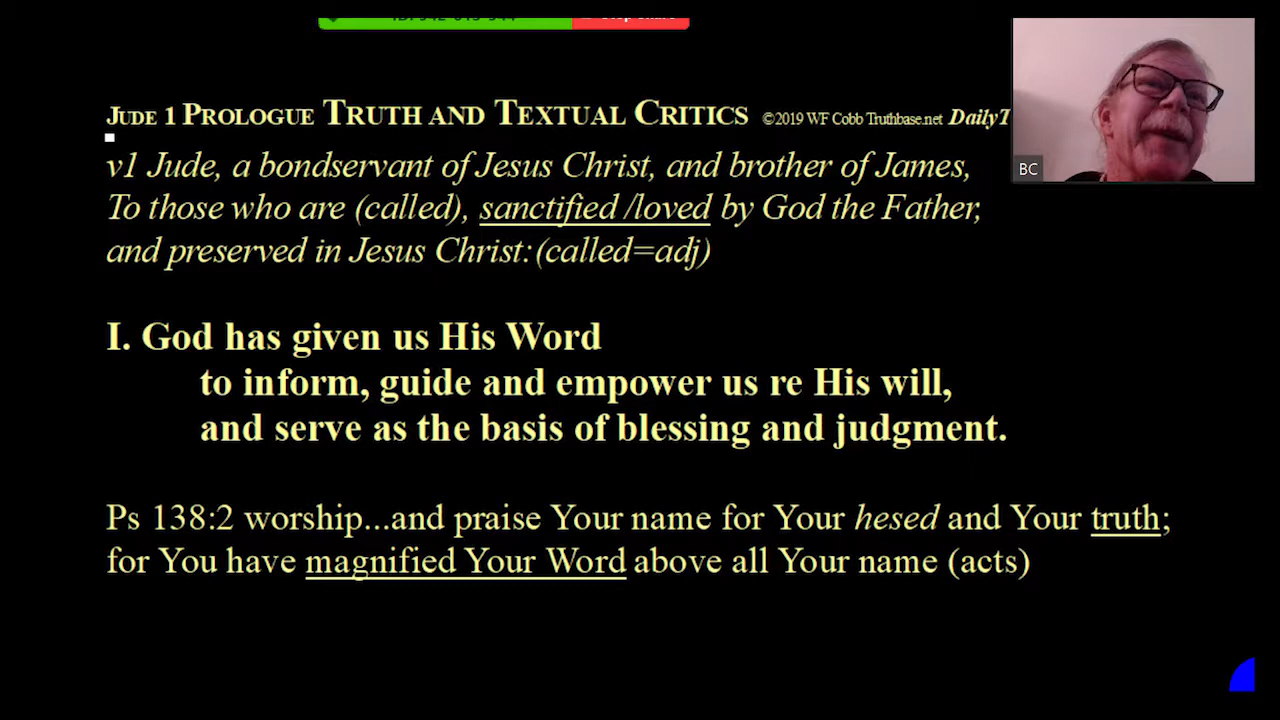 JUDE 1 PROLOGUE TRUTH AND TEXTUAL CRITICS ©2019 WF Cobb Truthbase.net DailyT
v1 Jude, a bondservant of Jesus Christ, and brother of James,
To those who are (called), sanctified /loved by God the Father,
and preserved in Jesus Christ:(called=adj)
BC
I. God has given us His Word
to inform, guide and empower us re His will,
and serve as the basis of blessing and judgment.
Ps 138:2 worship...and praise Your name for Your hesed and Your truth;
for You have magnified Your Word above all Your name (acts)